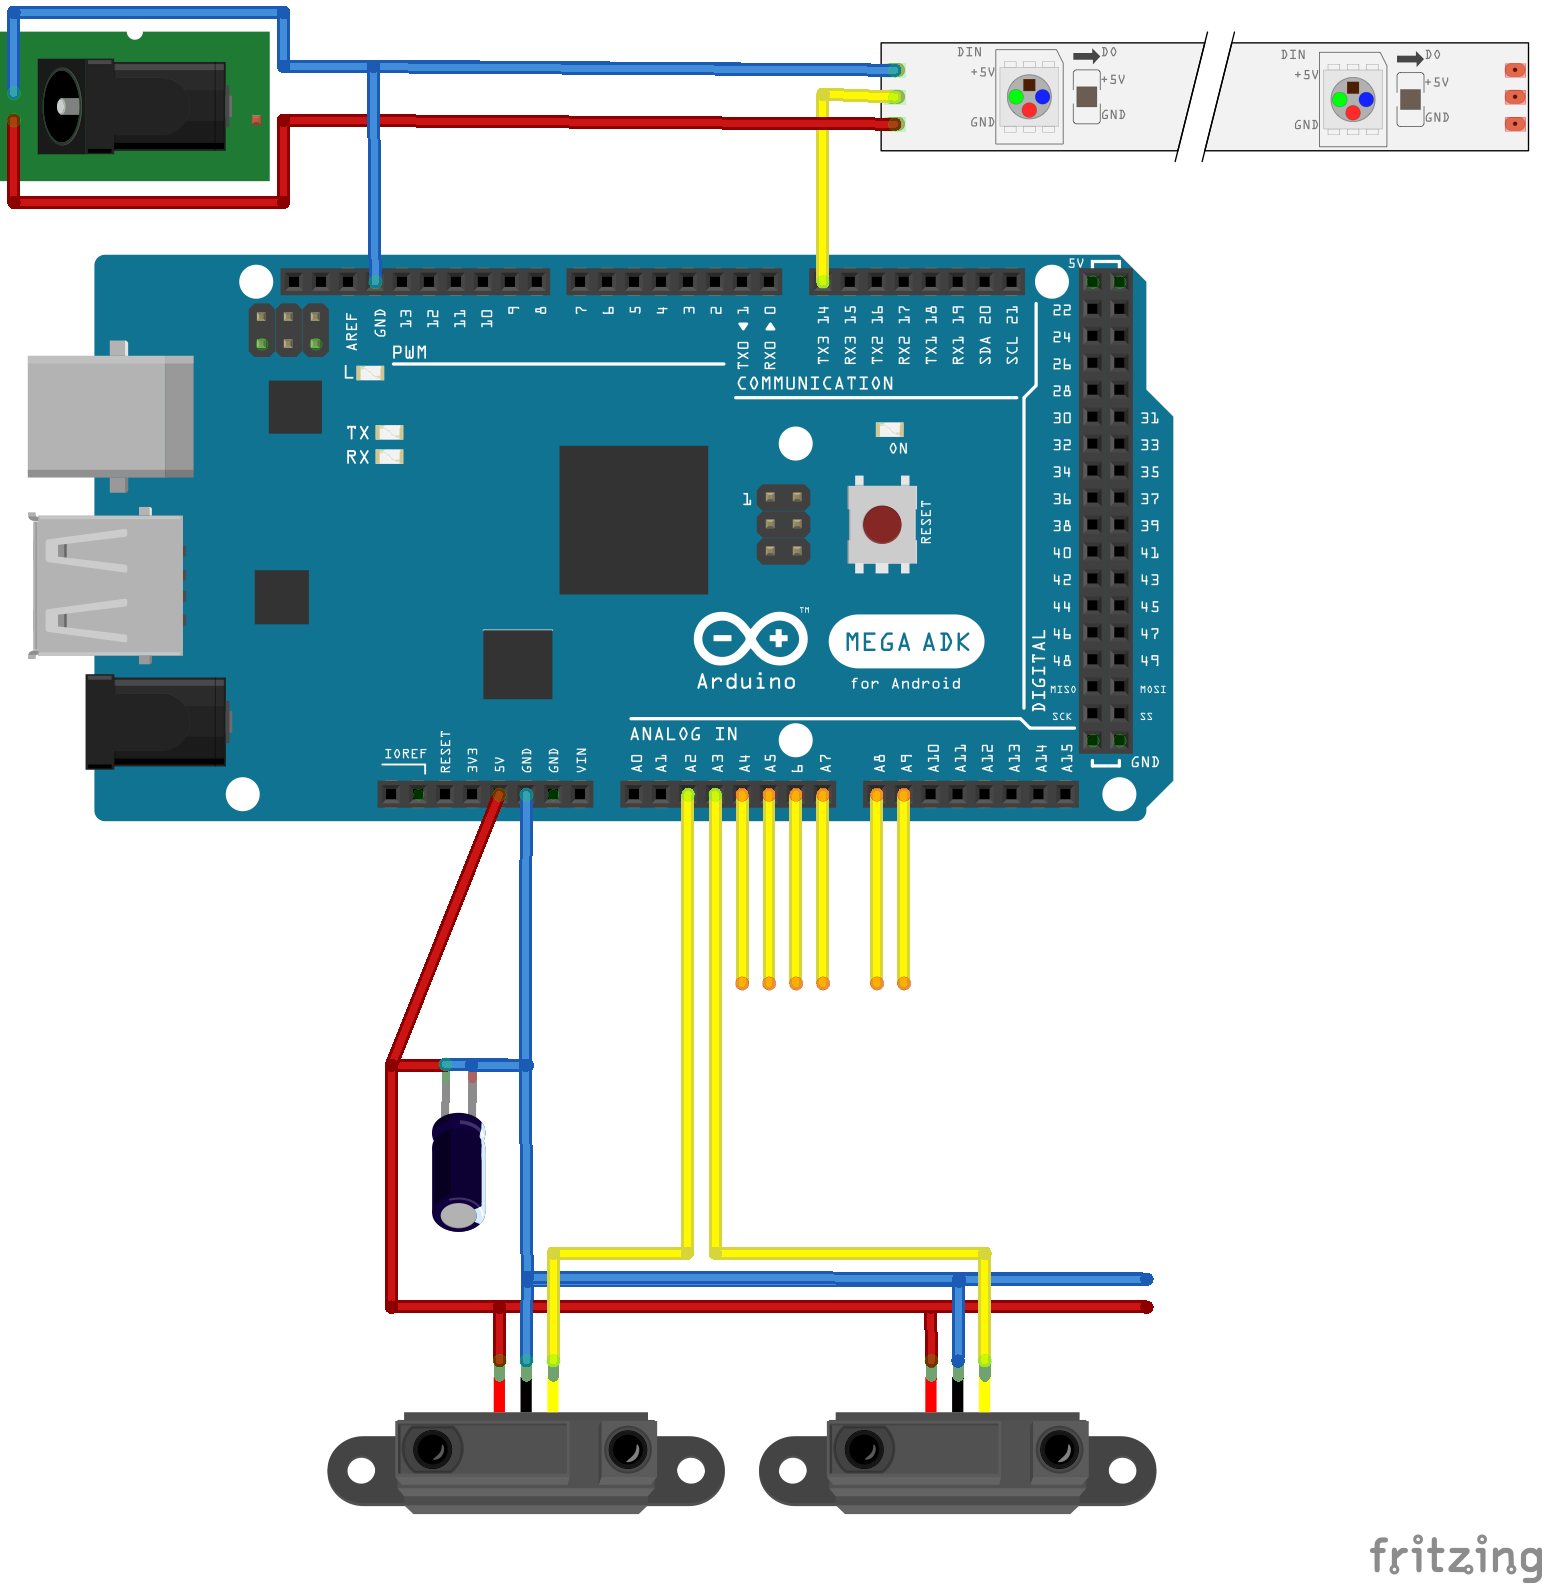 DIN
DO
+5V
+5V
GND
GND
DIN
DO
+5V
+5V
GND
GND
AREF
GND
13
12
11
10
9
8
7
6
5
4
3
2
TX0 ◀ 1
RX0 ▶ 0
TX3 14
RX3 15
TX2 16
RX2 17
TX1 18
RX1 19
SDA 20
SCL 21
PWM
COMMUNICATION
L
TX
RX
ON
1
RESET
5V
22
24
26
28
30 31
32 33
34 35
36 37
38 39
40 41
42 43
44 45
46 47
48 49
MISO MOSI
SCK SS
GND
DIGITAL
TM
Arduino
MEGA ADK
for Android
ANALOG IN
IOREF
RESET
3V3
5V
GND
GND
VIN
A0
A1
A2
A3
A4
A5
6
A7
A8
A9
A10
A11
A12
A13
A14
A15
fritzing